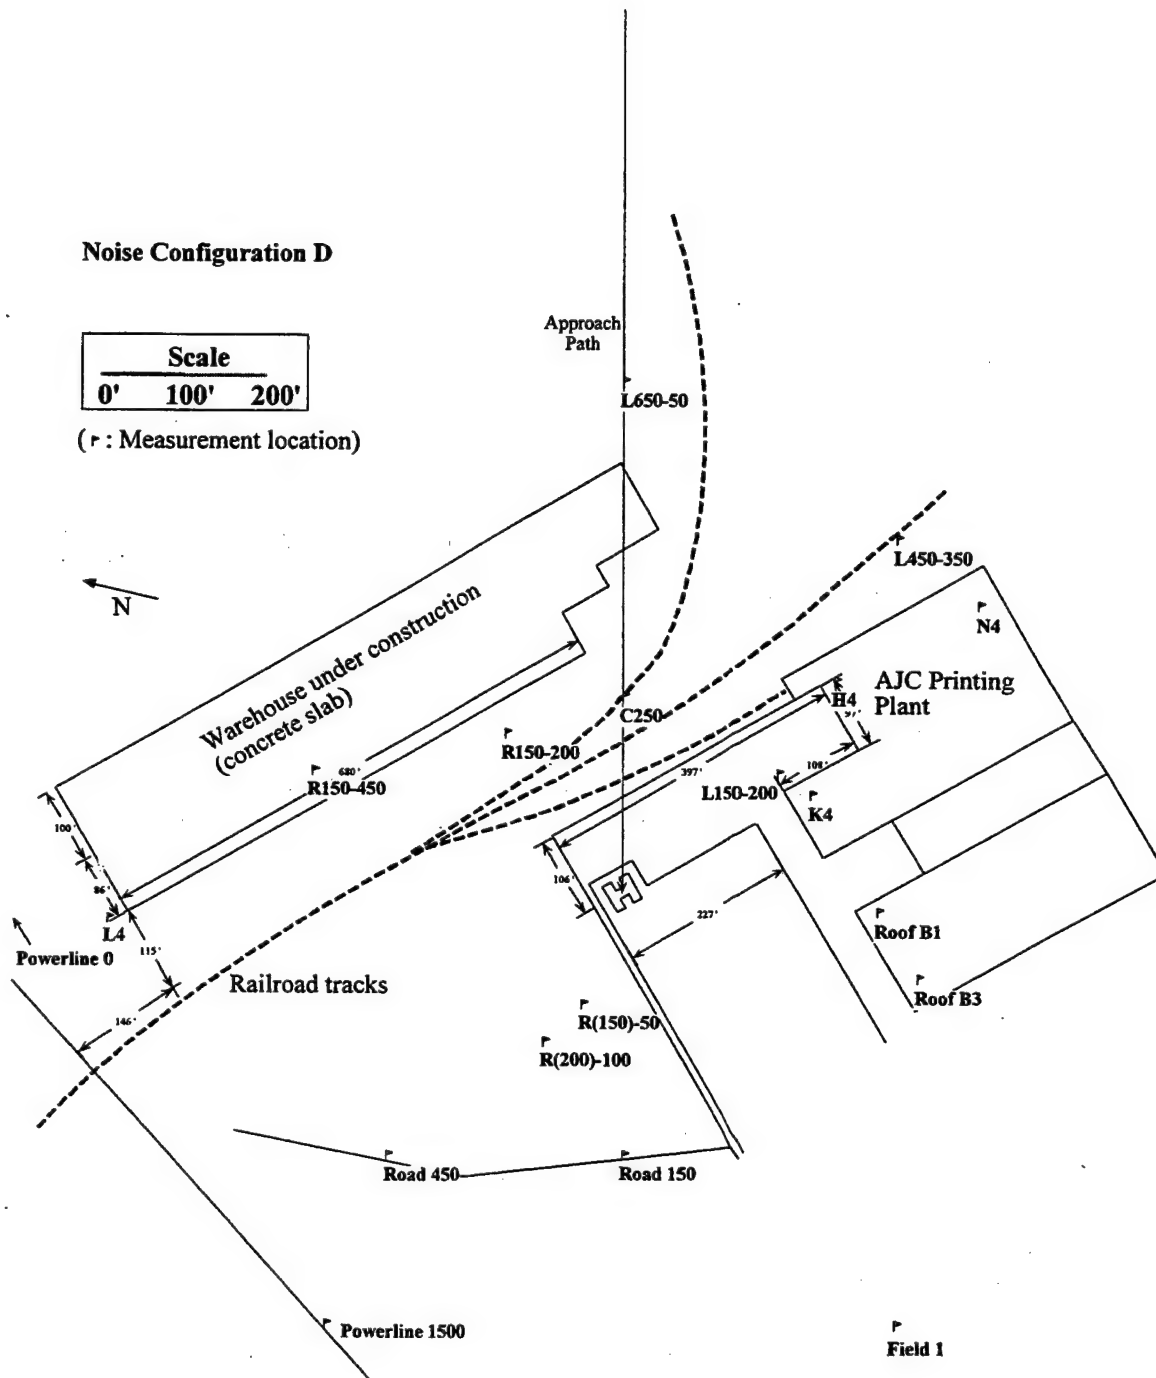 Noise Configuration D
Scale
0' 100' 200'
( : Measurement location)
Approach
Path
L650-50
N
Warehouse under construction
(concrete slab)
L450-350
N4
AJC Printing
Plant
H4
97'
C250
R150-200
680'
R150-450
397'
108'
L150-200
K4
100'
86'
106'
H
L4
115'
227'
Roof B1
Powerline 0
Railroad tracks
Roof B3
146'
R(150)-50
R(200)-100
Road 450
Road 150
Powerline 1500
Field 1